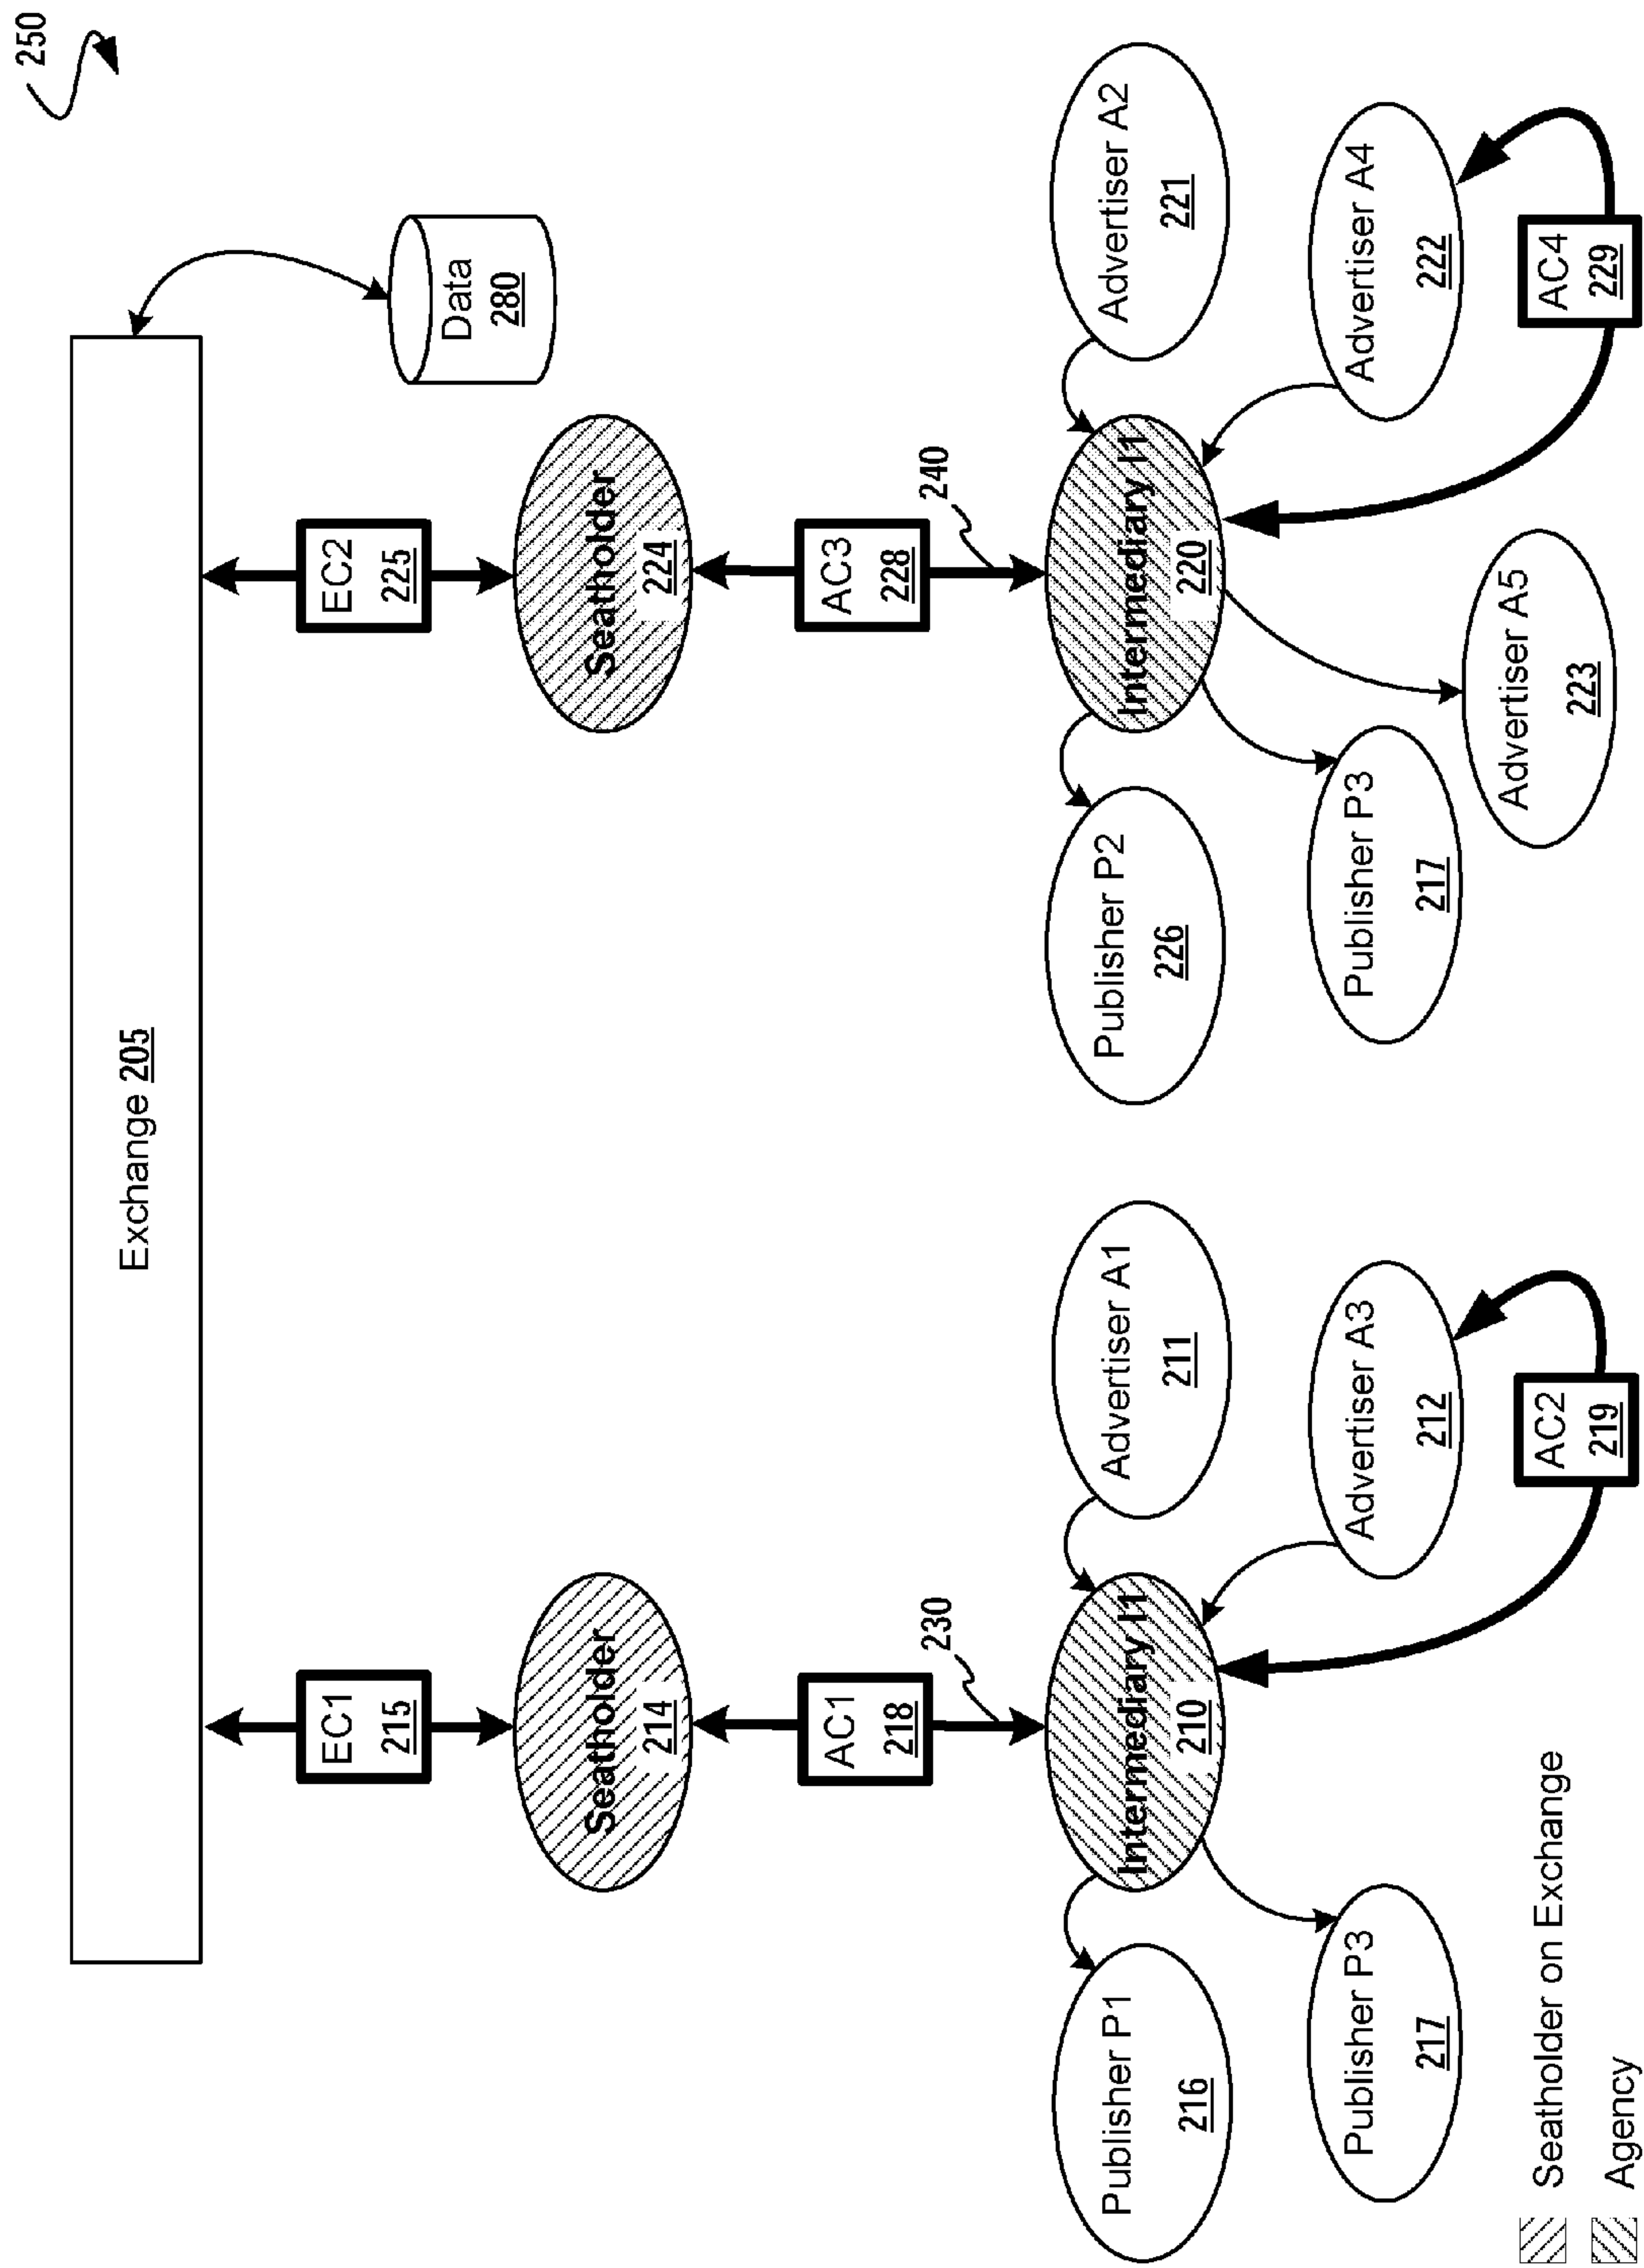 250
Exchange 205
Data
280
EC1
215
EC2
225
Seatholder
214
Seatholder
224
AC1
218
AC3
228
230
240
Publisher P1
216
Intermediary I1
210
Advertiser A1
211
Publisher P2
226
Intermediary I1
220
Advertiser A2
221
Publisher P3
217
Advertiser A3
212
Publisher P3
217
Advertiser A4
222
Advertiser A5
223
AC2
219
AC4
229
Seatholder on Exchange
Agency